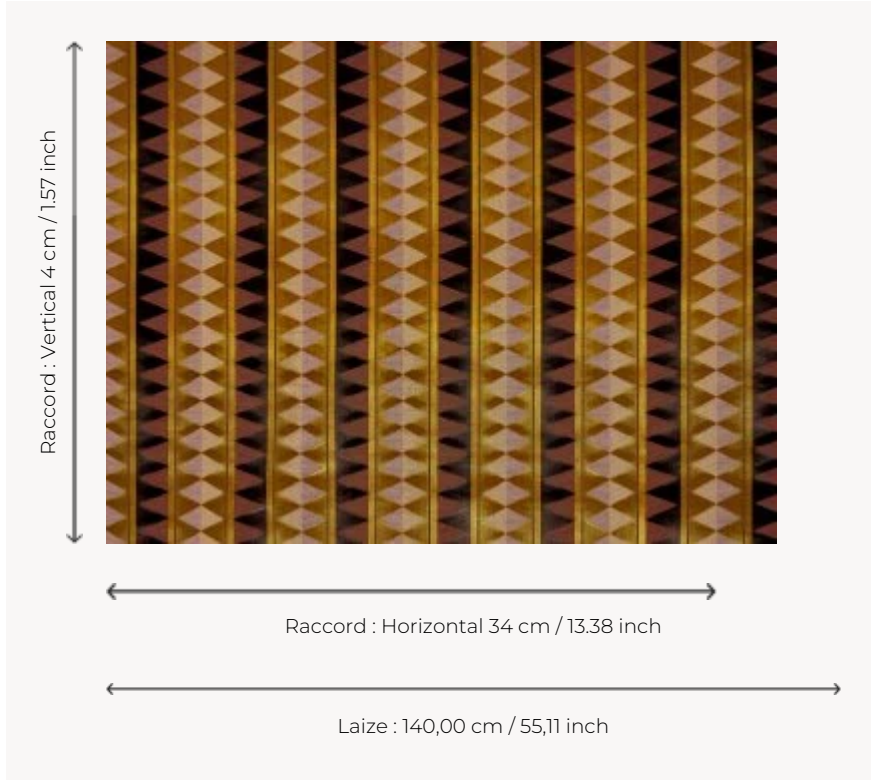 Raccord : Vertical 4 cm / 1.57 inch
Raccord : Horizontal 34 cm / 13.38 inch
Laize : 140,00 cm / 55,11 inch